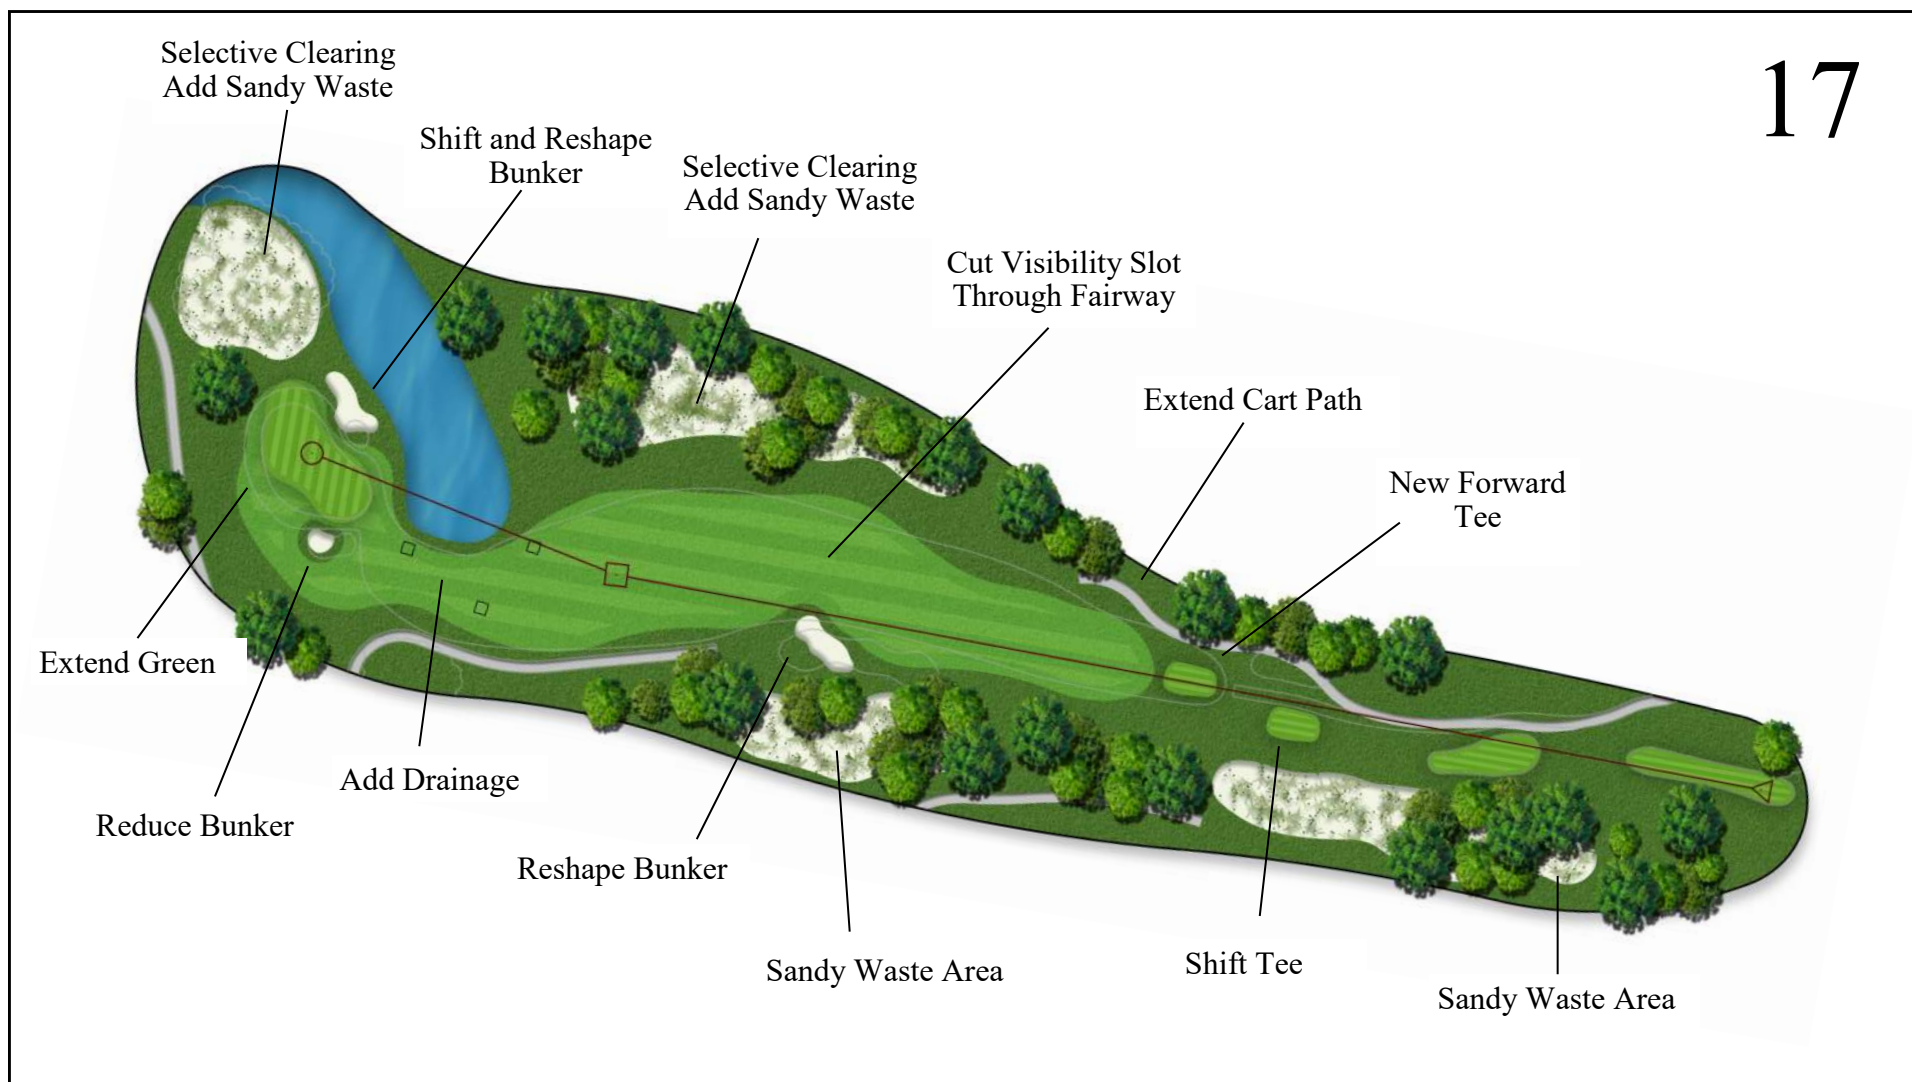 17
Selective Clearing
Add Sandy Waste
Shift and Reshape
Bunker
Selective Clearing
Add Sandy Waste
Cut Visibility Slot
Through Fairway
Extend Cart Path
New Forward
Tee
Extend Green
Add Drainage
Reduce Bunker
Reshape Bunker
Sandy Waste Area
Shift Tee
Sandy Waste Area